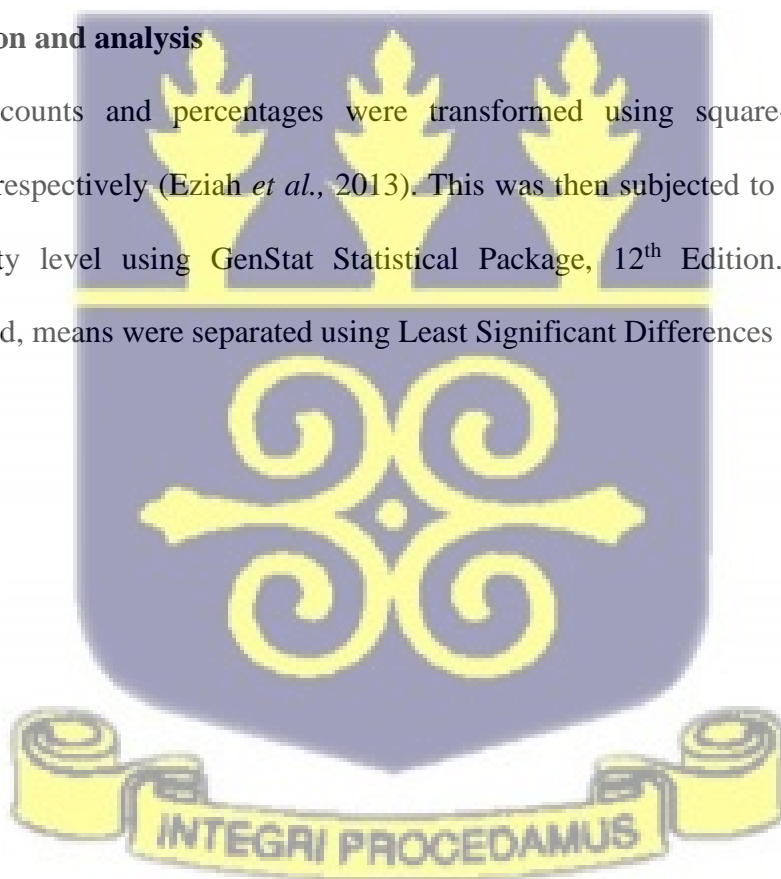 on and analysis
counts and percentages were transformed using square-
respectively (Eziah et al., 2013). This was then subjected to
ty level using GenStat Statistical Package, 12th Edition.
d, means were separated using Least Significant Differences
INTEGRI PROCEDAMUS